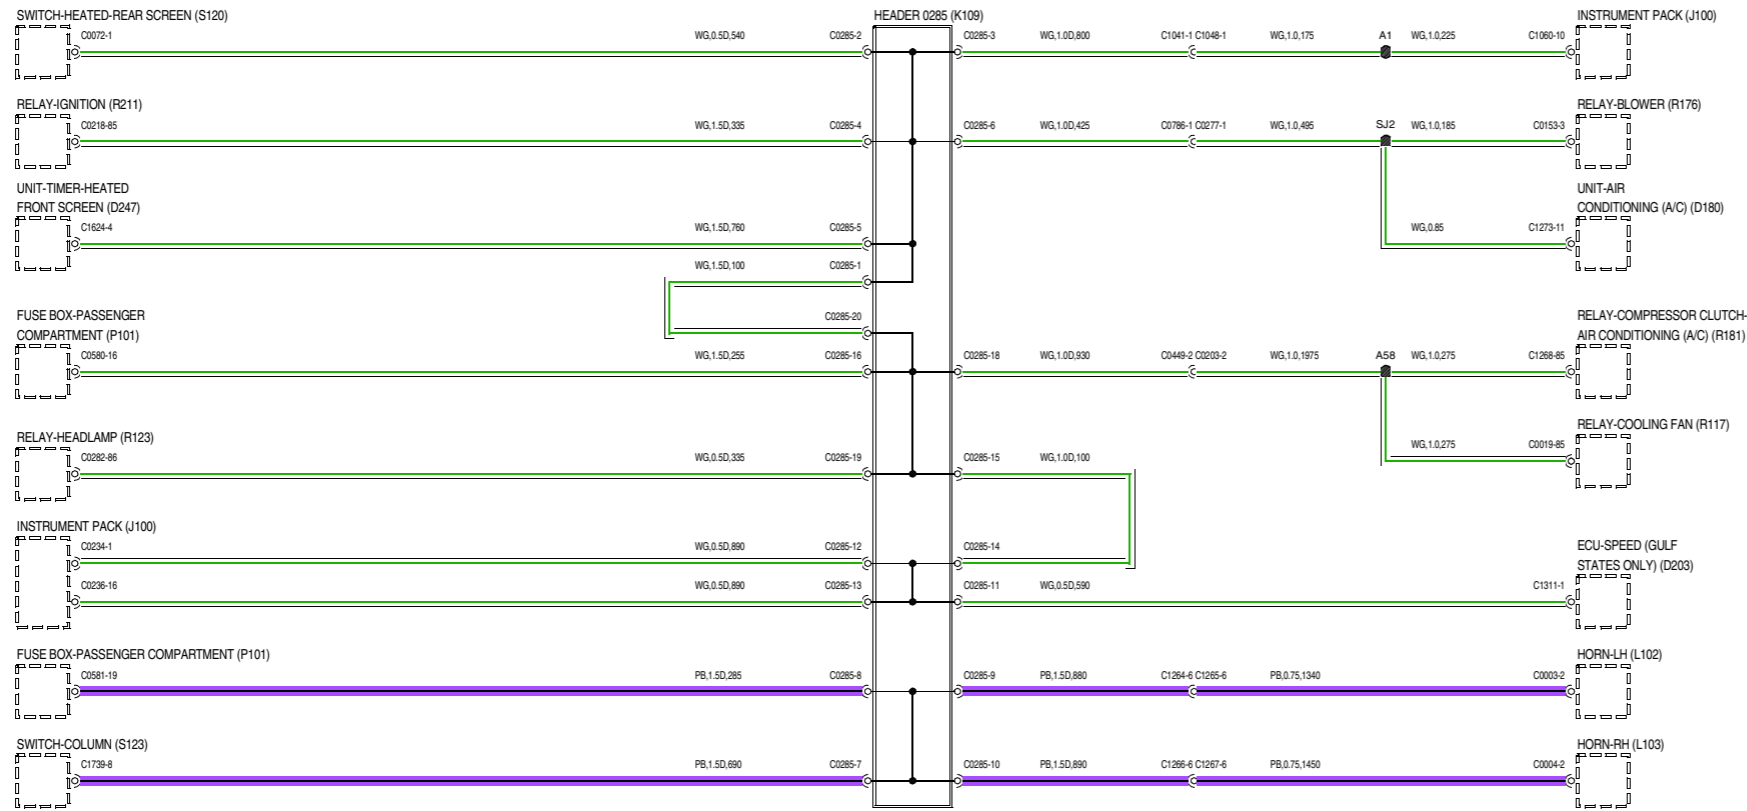 SWITCH-HEATED-REAR SCREEN (S120)
HEADER 0285 (K109)
INSTRUMENT PACK (J100)
C0072-1
WG,0.5D,540
C0285-2
C0285-3
WG,1.0D,800
C1041-1 C1048-1
WG,1.0,175
A1
WG,1.0,225
C1060-10
RELAY-IGNITION (R211)
RELAY-BLOWER (R176)
C0218-85
WG,1.5D,335
C0285-4
C0285-6
WG,1.0D,425
C0786-1 C0277-1
WG,1.0,495
SJ2
WG,1.0,185
C0153-3
UNIT-TIMER-HEATED
FRONT SCREEN (D247)
UNIT-AIR
CONDITIONING (A/C) (D180)
C1624-4
WG,1.5D,760
C0285-5
WG,0.85
C1273-11
WG,1.5D,100
C0285-1
C0285-20
FUSE BOX-PASSENGER
COMPARTMENT (P101)
RELAY-COMPRESSOR CLUTCH-
AIR CONDITIONING (A/C) (R181)
C0580-16
WG,1.5D,255
C0285-16
C0285-18
WG,1.0D,930
C0449-2 C0203-2
WG,1.0,1975
A58
WG,1.0,275
C1268-85
RELAY-HEADLAMP (R123)
RELAY-COOLING FAN (R117)
C0282-86
WG,0.5D,335
C0285-19
C0285-15
WG,1.0D,100
WG,1.0,275
C0019-85
INSTRUMENT PACK (J100)
C0234-1
WG,0.5D,890
C0285-12
C0285-14
ECU-SPEED (GULF
STATES ONLY) (D203)
C0236-16
WG,0.5D,890
C0285-13
C0285-11
WG,0.5D,590
C1311-1
FUSE BOX-PASSENGER COMPARTMENT (P101)
HORN-LH (L102)
C0581-19
PB,1.5D,285
C0285-8
C0285-9
PB,1.5D,880
C1264-6 C1265-6
PB,0.75,1340
C0003-2
SWITCH-COLUMN (S123)
HORN-RH (L103)
C1739-8
PB,1.5D,690
C0285-7
C0285-10
PB,1.5D,890
C1266-6 C1267-6
PB,0.75,1450
C0004-2